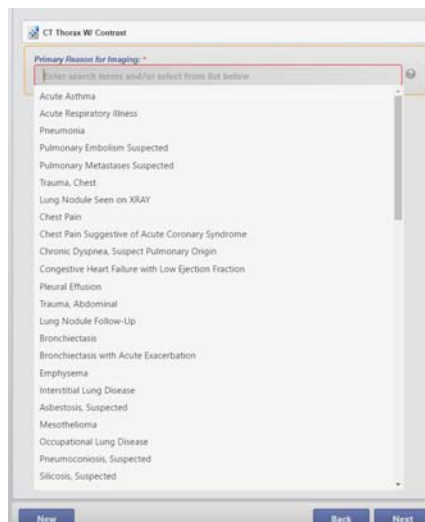 CT Thorax W/ Contrast
Primary Reason for Imaging: *
Enter search terms and/or select from list below
Acute Asthma
Acute Respiratory Illness
Pneumonia
Pulmonary Embolism Suspected
Pulmonary Metastases Suspected
Trauma, Chest
Lung Nodule Seen on XRAY
Chest Pain
Chest Pain Suggestive of Acute Coronary Syndrome
Chronic Dyspnea, Suspect Pulmonary Origin
Congestive Heart Failure with Low Ejection Fraction
Pleural Effusion
Trauma, Abdominal
Lung Nodule Follow-Up
Bronchiectasis
Bronchiectasis with Acute Exacerbation
Emphysema
Interstitial Lung Disease
Asbestosis, Suspected
Mesothelioma
Occupational Lung Disease
Pneumoconiosis, Suspected
Silicosis, Suspected
New Back Next